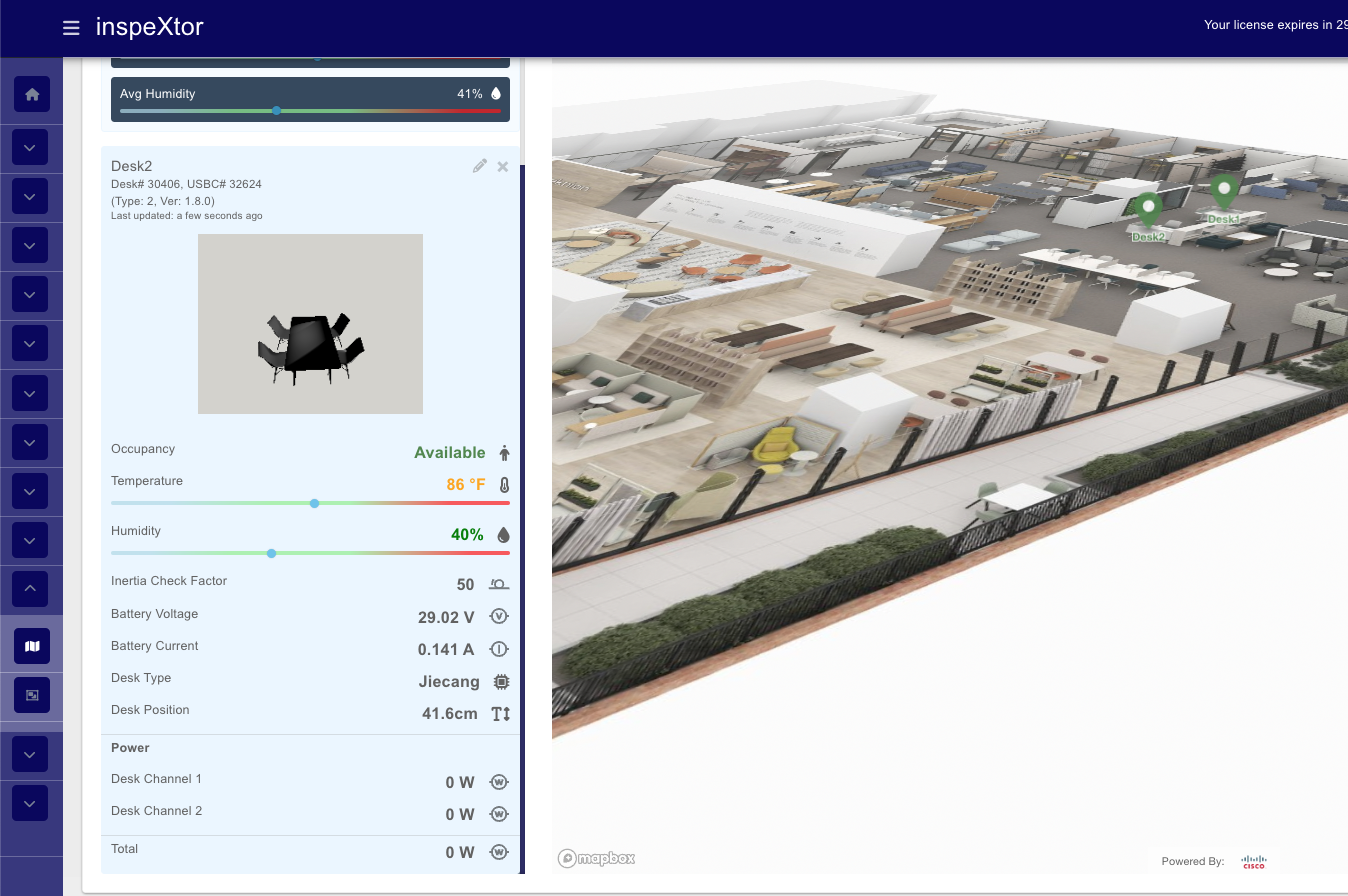 inspeXtor
Your license expires in 29
Avg Humidity
41%
Desk2
Desk# 30406, USBC# 32624
(Type: 2, Ver: 1.8.0)
Last updated: a few seconds ago
Occupancy
Available
Temperature
86 °F
Humidity
40%
Inertia Check Factor
50
Battery Voltage
29.02 V
V
Battery Current
0.141 A
I
Desk Type
Jiecang
Desk Position
41.6cm
Power
Desk Channel 1
0 W
W
Desk Channel 2
0 W
W
Total
0 W
W
Desk2
Desk1
mapbox
Powered By:
CISCO